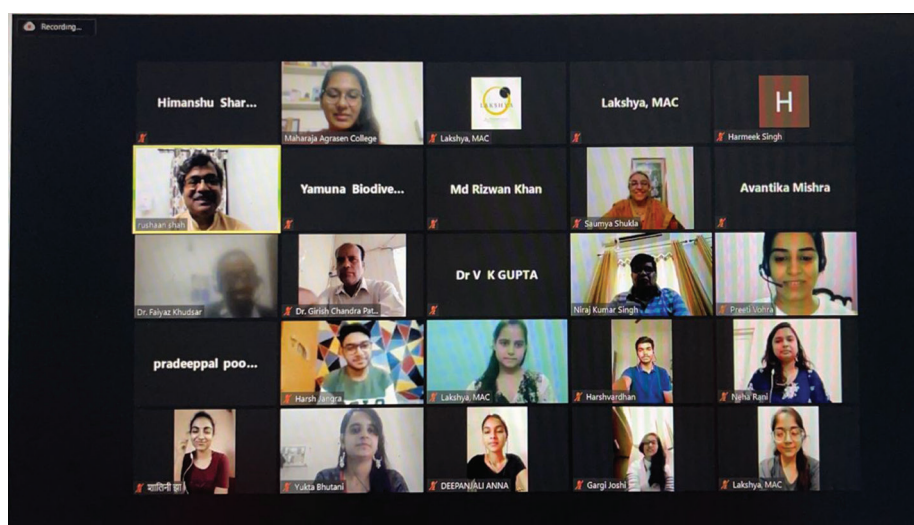 Recording...
Himanshu Shar...
Maharaja Agrasen College
LAKSHYA
Lakshya, MAC
Lakshya, MAC
H
Harmeek Singh
rushaan shah
Yamuna Biodive...
Md Rizwan Khan
Saumya Shukla
Avantika Mishra
Dr. Faiyaz Khudsar
Dr. Girish Chandra Pat...
Dr V K GUPTA
Niraj Kumar Singh
Preeti Vohra
pradeeppal poo...
Harsh Jangra
Lakshya, MAC
Harshvardhan
Neha Rani
झा
Yukta Bhutani
DEEPANJALI ANNA
Gargi Joshi
Lakshya, MAC